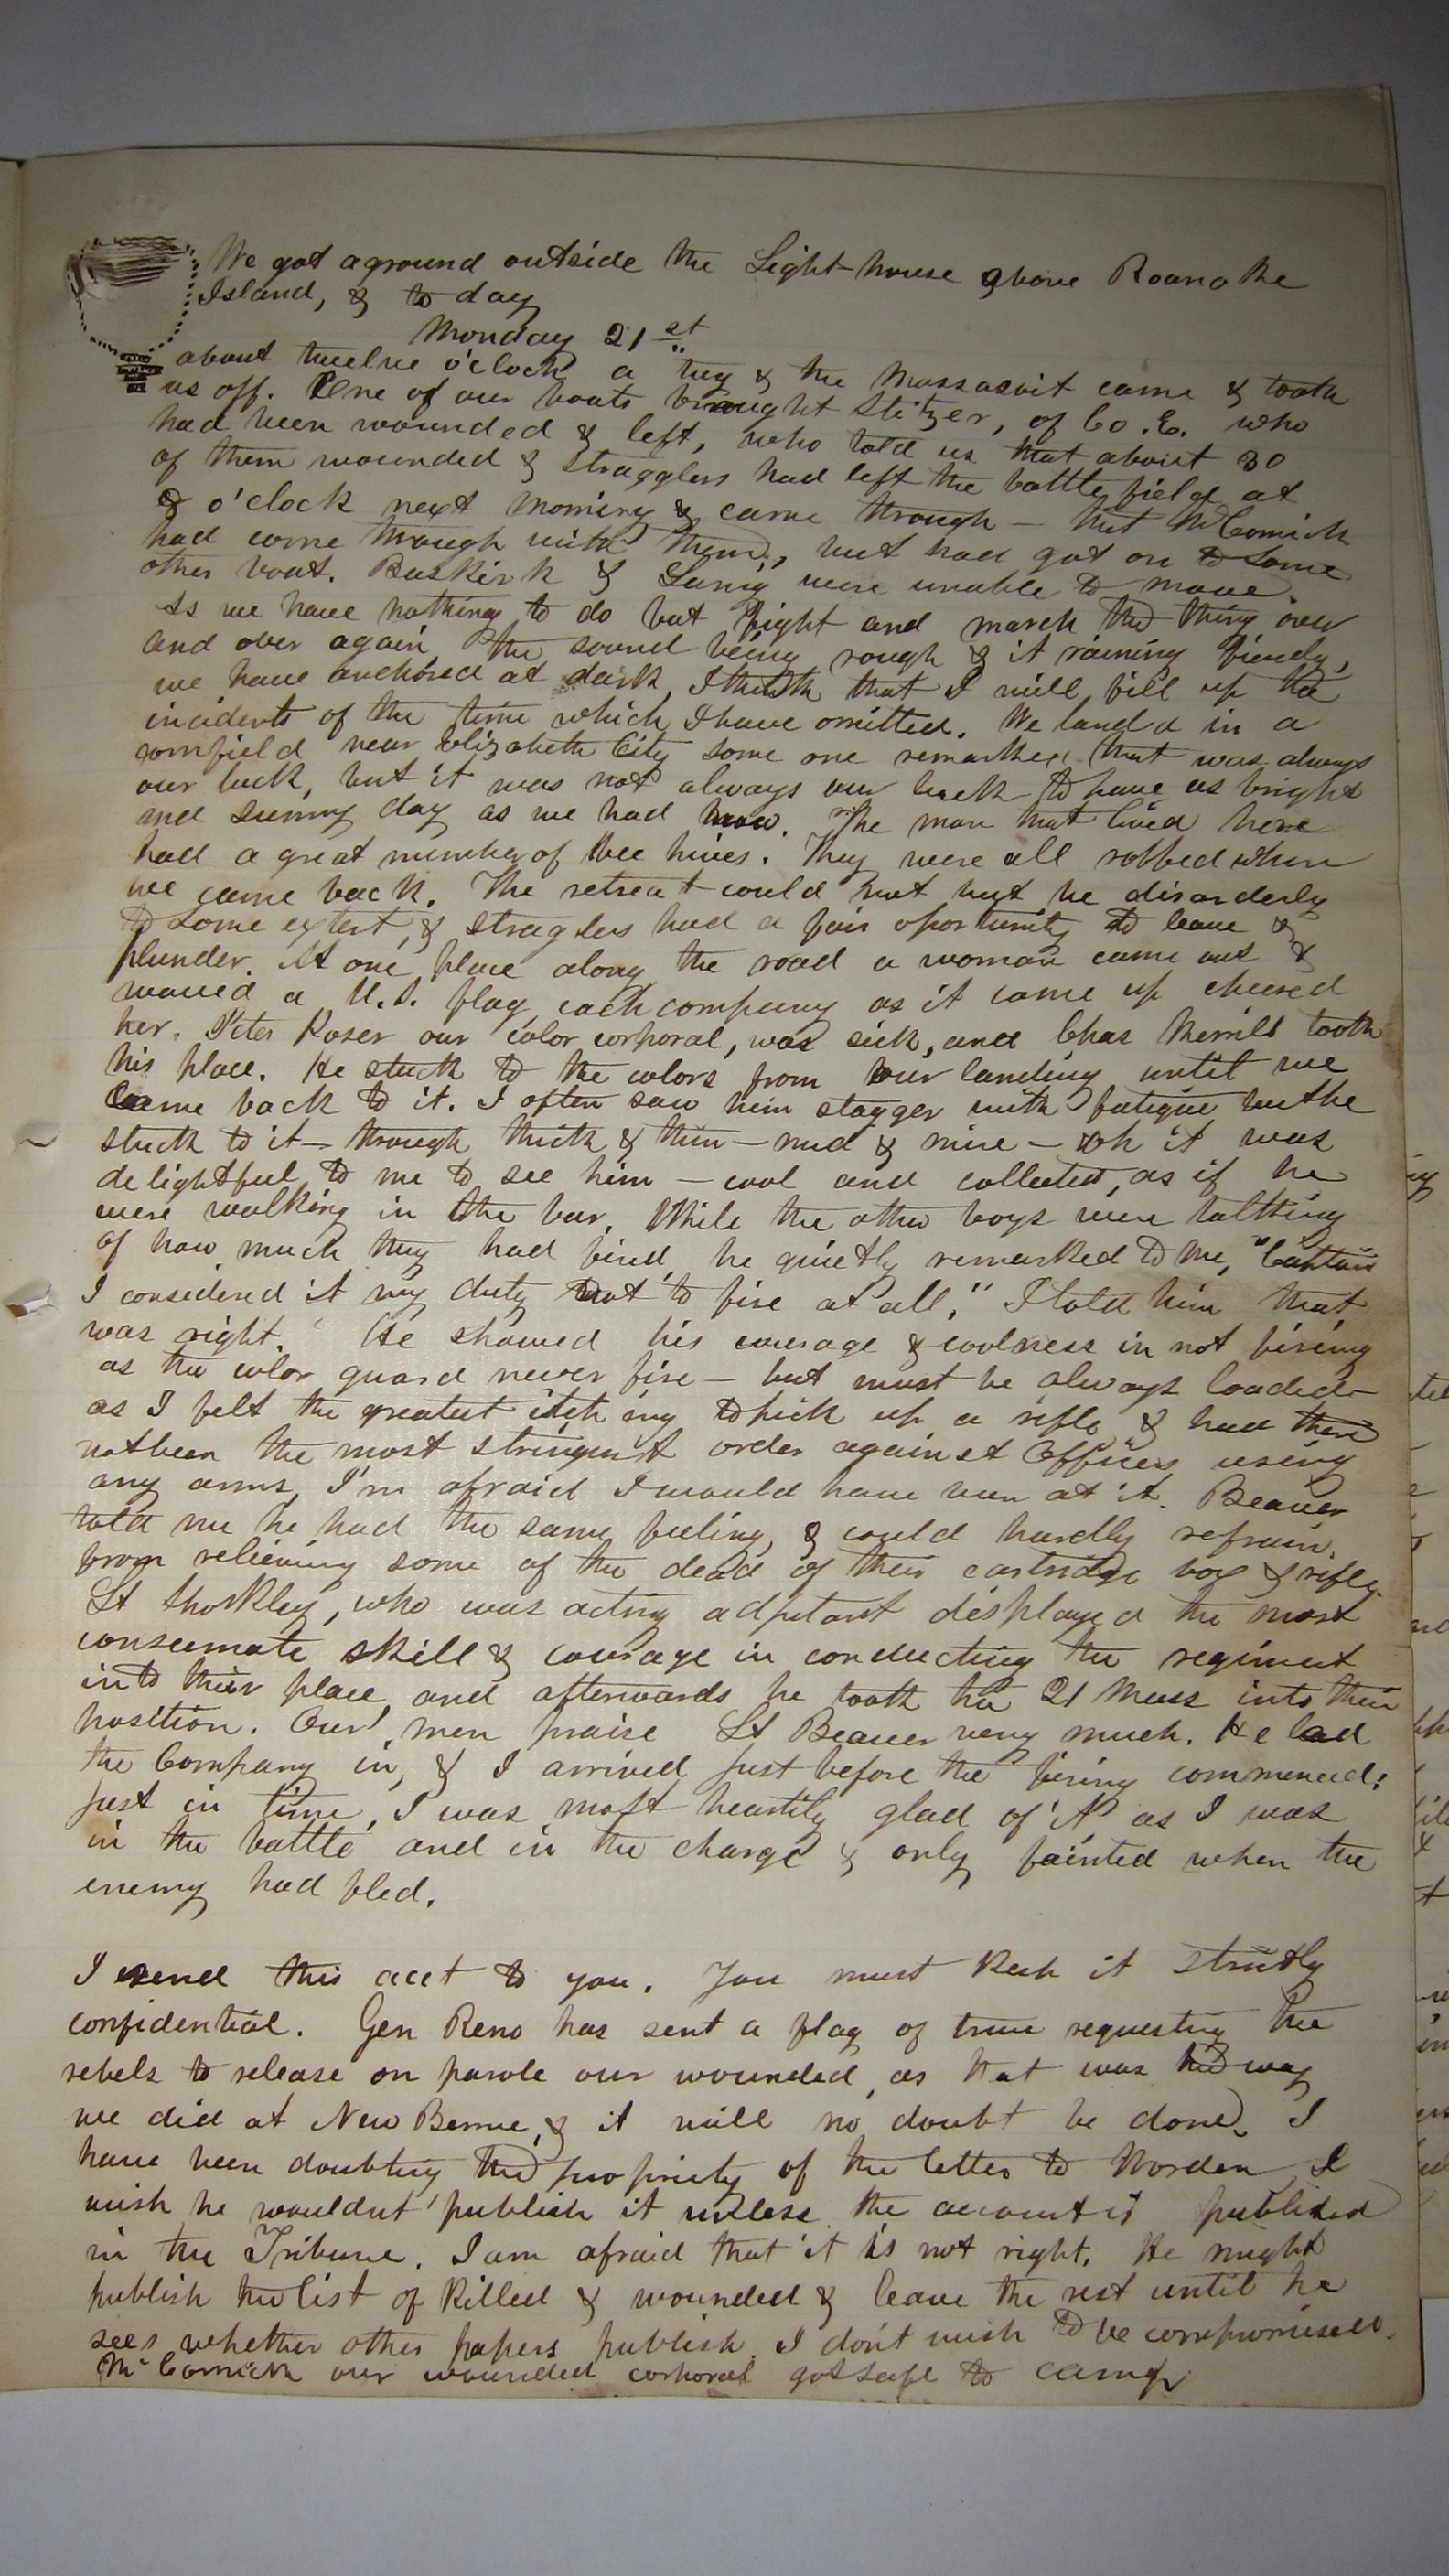 We got aground outside the Light-house above Roanoke
Island, & to day
Monday 21st
about twelve o'clock a tug & the Massasoit came & took
us off. One of our boats brought Stitzer, of Co. E. who
had been wounded & left, who told us that about 30
of them wounded & stragglers had left the battle field at
o'clock next morning & came through — that McCormick
had come through with them, but had got on to some
other boat. Buskirk & were unable to move.
As we have nothing to do but fight and march the thing over
and over again, the sound being rough & it raining
we have anchored at dark, I think that I will fill up the
incidents of the time which I have omitted. We landed in a
cornfield near Elizabeth City some one remarked that was always
our luck, but it was not always our luck to have as bright
and sunny day as we had now. The man that lived here
had a great number of bee hives. They were all robbed when
we came back. The retreat could not but be disorderly
to some extent, & straglers had a fair oportunity to leave &
plunder. At one place along the road a woman came out &
waved a U.S. flag, each company as it came up cheered
her. Peter Koser our color corporal, was sick, and Chas Merrills took
his place. He stuck to the colors from our landing until we
came back to it. I often saw him stagger with fatigue but he
stuck to it — through thick & thin — mud & mire — oh it was
delightful to me to see him — cool and collected, as if he
were walking in the bar. While the other boys were talking
of how much they had fired, he quietly remarked to me, "Captain
I considered it my duty not to fire at all." I told him that
was right. He showed his courage & coolness in not firing
as the color guard never fire — but must be always loaded —
as I felt the greatest itching to pick up a rifle, & had there
not been the most stringent order against Officers using
any arms, I'm afraid I would have been at it. Beaver
told me he had the same feeling, & could hardly refrain
from relieving some of the dead of their cartridge box & rifle.
Lt Shorkley, who was acting adjutant displayed the most
consumate skill & courage in conducting the regiment
into their place, and afterwards he took the 21 Mass into their
position. Our men praise Lt Beaver very much. He led
the Company in, & I arrived just before the firing commenced:
just in time, I was most heartily glad of it as I was
in the battle and in the charge & only fainted when the
enemy had fled.
I send this acct to you. You must keep it strictly
confidential. Gen Reno has sent a flag of truce requesting the
rebels to release on parole our wounded, as that was the way
we did at New Berne, & it will no doubt be done. I
have been doubting the propriety of the letter to Worden, I
wish he wouldnt publish it unless the account is published
in the Tribune. I am afraid that it is not right. He might
publish the list of killed & wounded & leave the rest until he
sees whether other papers publish. I dont wish to be compromised.
McCormick our wounded corporal got safe to camp